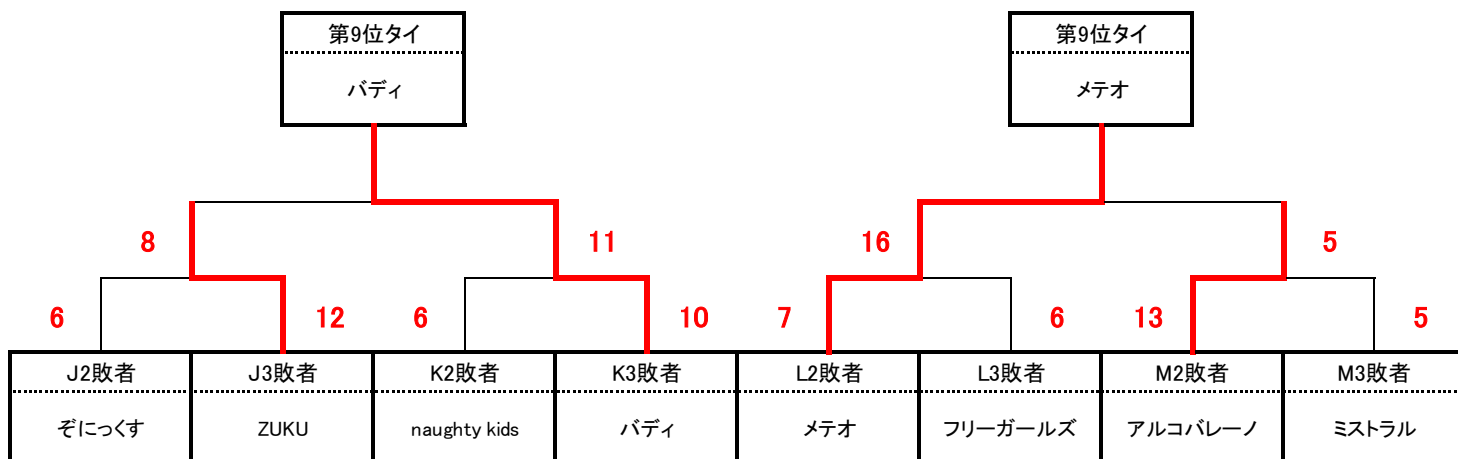 第9位タイ 第9位タイ
バディ メテオ
8 11 16 5
6 12 6 10 7 6 13 5
J2敗者 J3敗者 K2敗者 K3敗者 L2敗者 L3敗者 M2敗者 M3敗者
ぞにっくす ZUKU naughty kids バディ メテオ フリーガールズ アルコバレーノ ミストラル